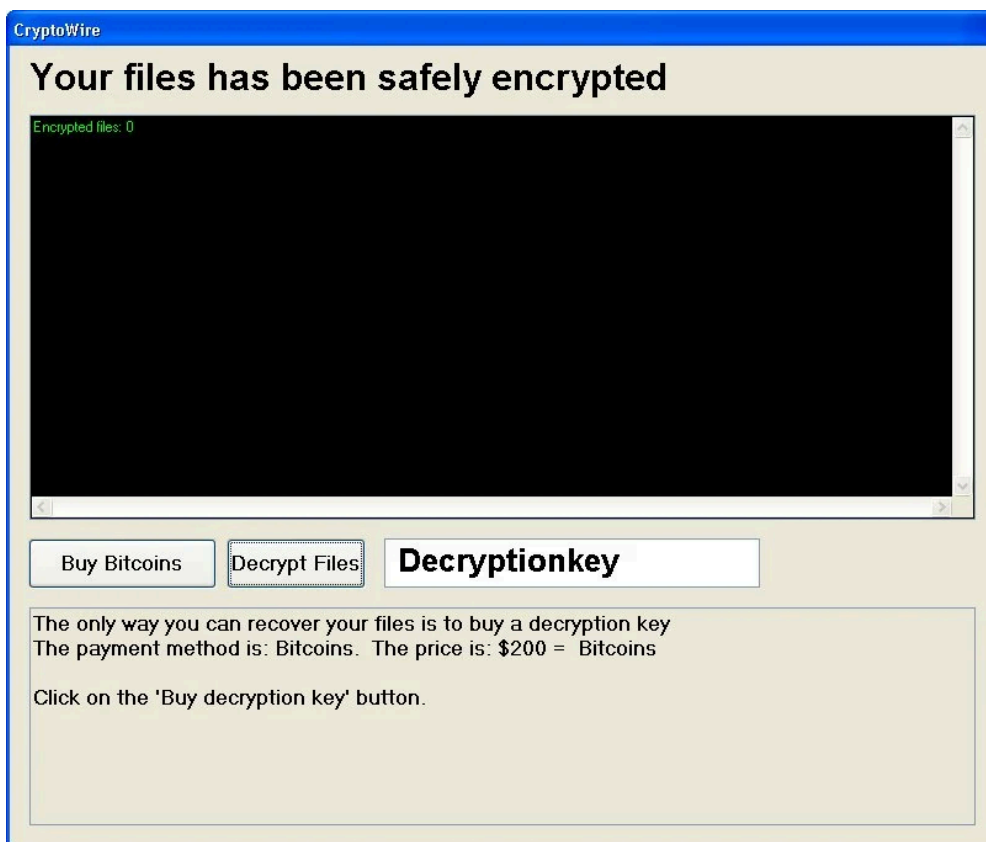 CryptoWire
Your files has been safely encrypted
Encrypted files: 0
Buy Bitcoins
Decrypt Files
Decryptionkey
The only way you can recover your files is to buy a decryption key
The payment method is: Bitcoins.  The price is: $200 =  Bitcoins
Click on the 'Buy decryption key' button.